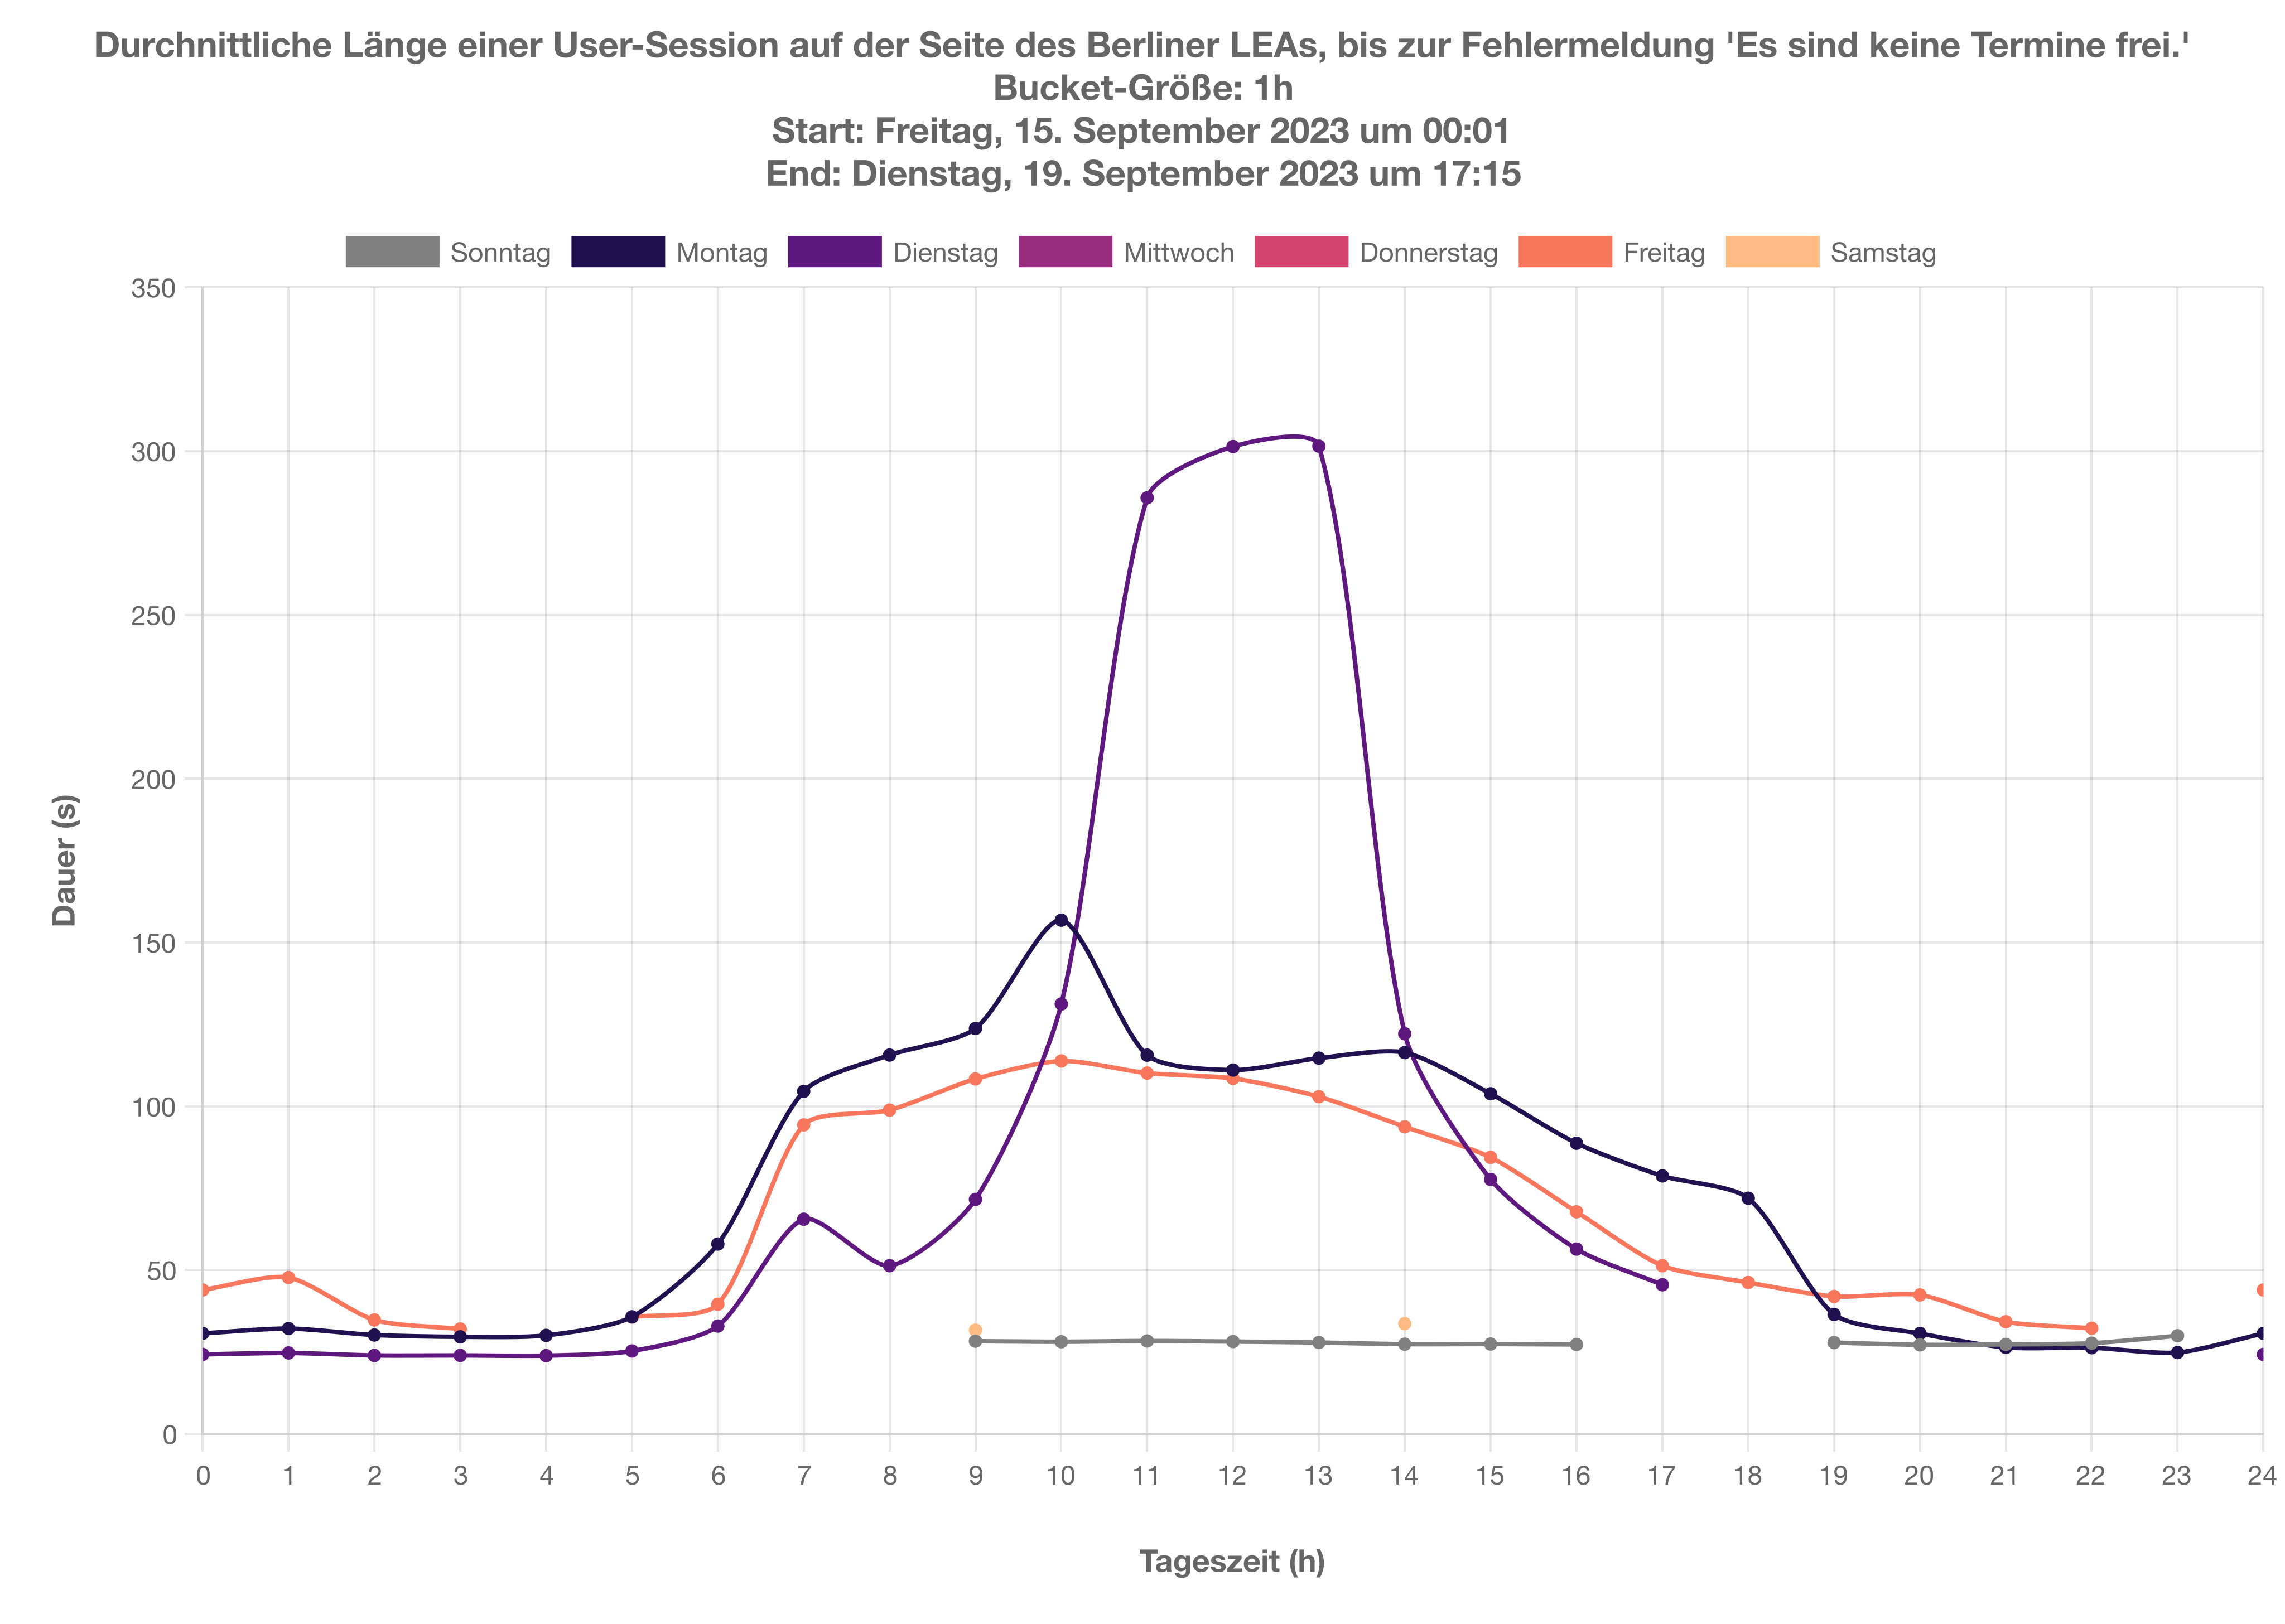 Durchnittliche Länge einer User-Session auf der Seite des Berliner LEAs, bis zur Fehlermeldung 'Es sind keine Termine frei.'
Bucket-Größe: 1h
Start: Freitag, 15. September 2023 um 00:01
End: Dienstag, 19. September 2023 um 17:15
Sonntag Montag Dienstag Mittwoch Donnerstag Freitag Samstag
350
300
250
200
150
100
50
0
Dauer (s)
0 1 2 3 4 5 6 7 8 9 10 11 12 13 14 15 16 17 18 19 20 21 22 23 24
Tageszeit (h)